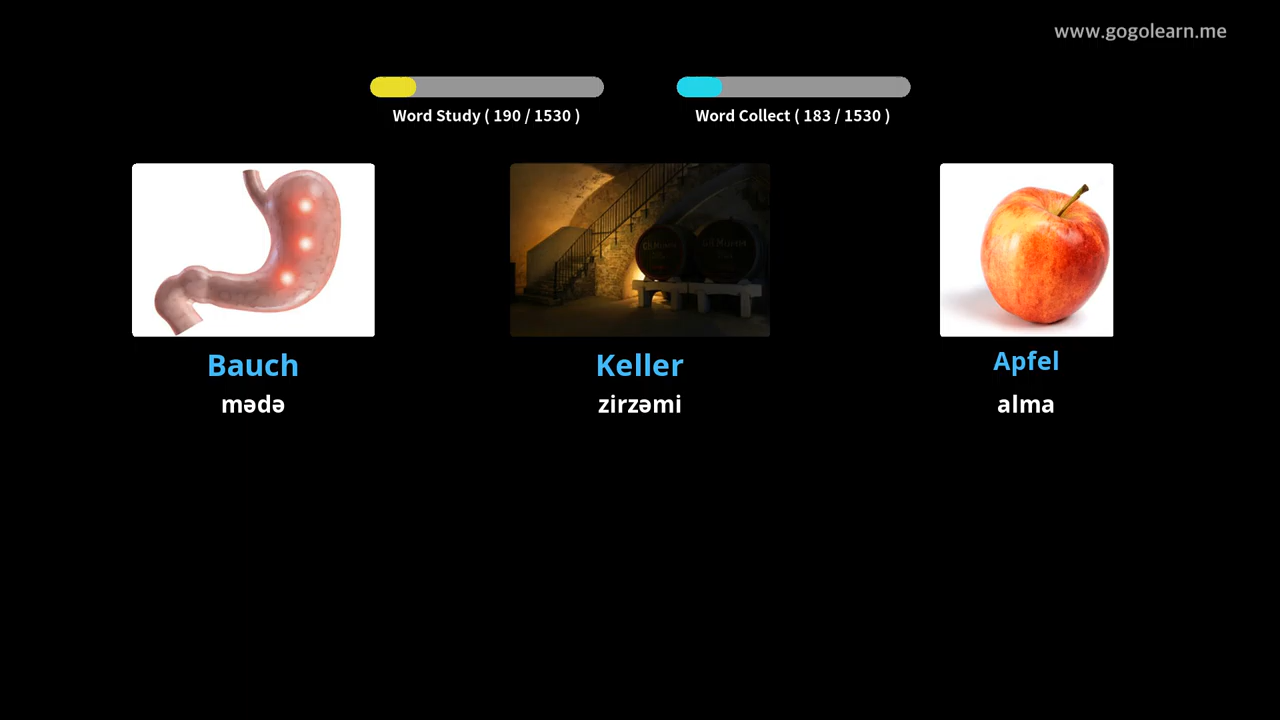 www.gogolearn.me
Word Study ( 190 / 1530 )
Word Collect ( 183 / 1530 )
Bauch
Keller
Apfel
mədə
zirzəmi
alma